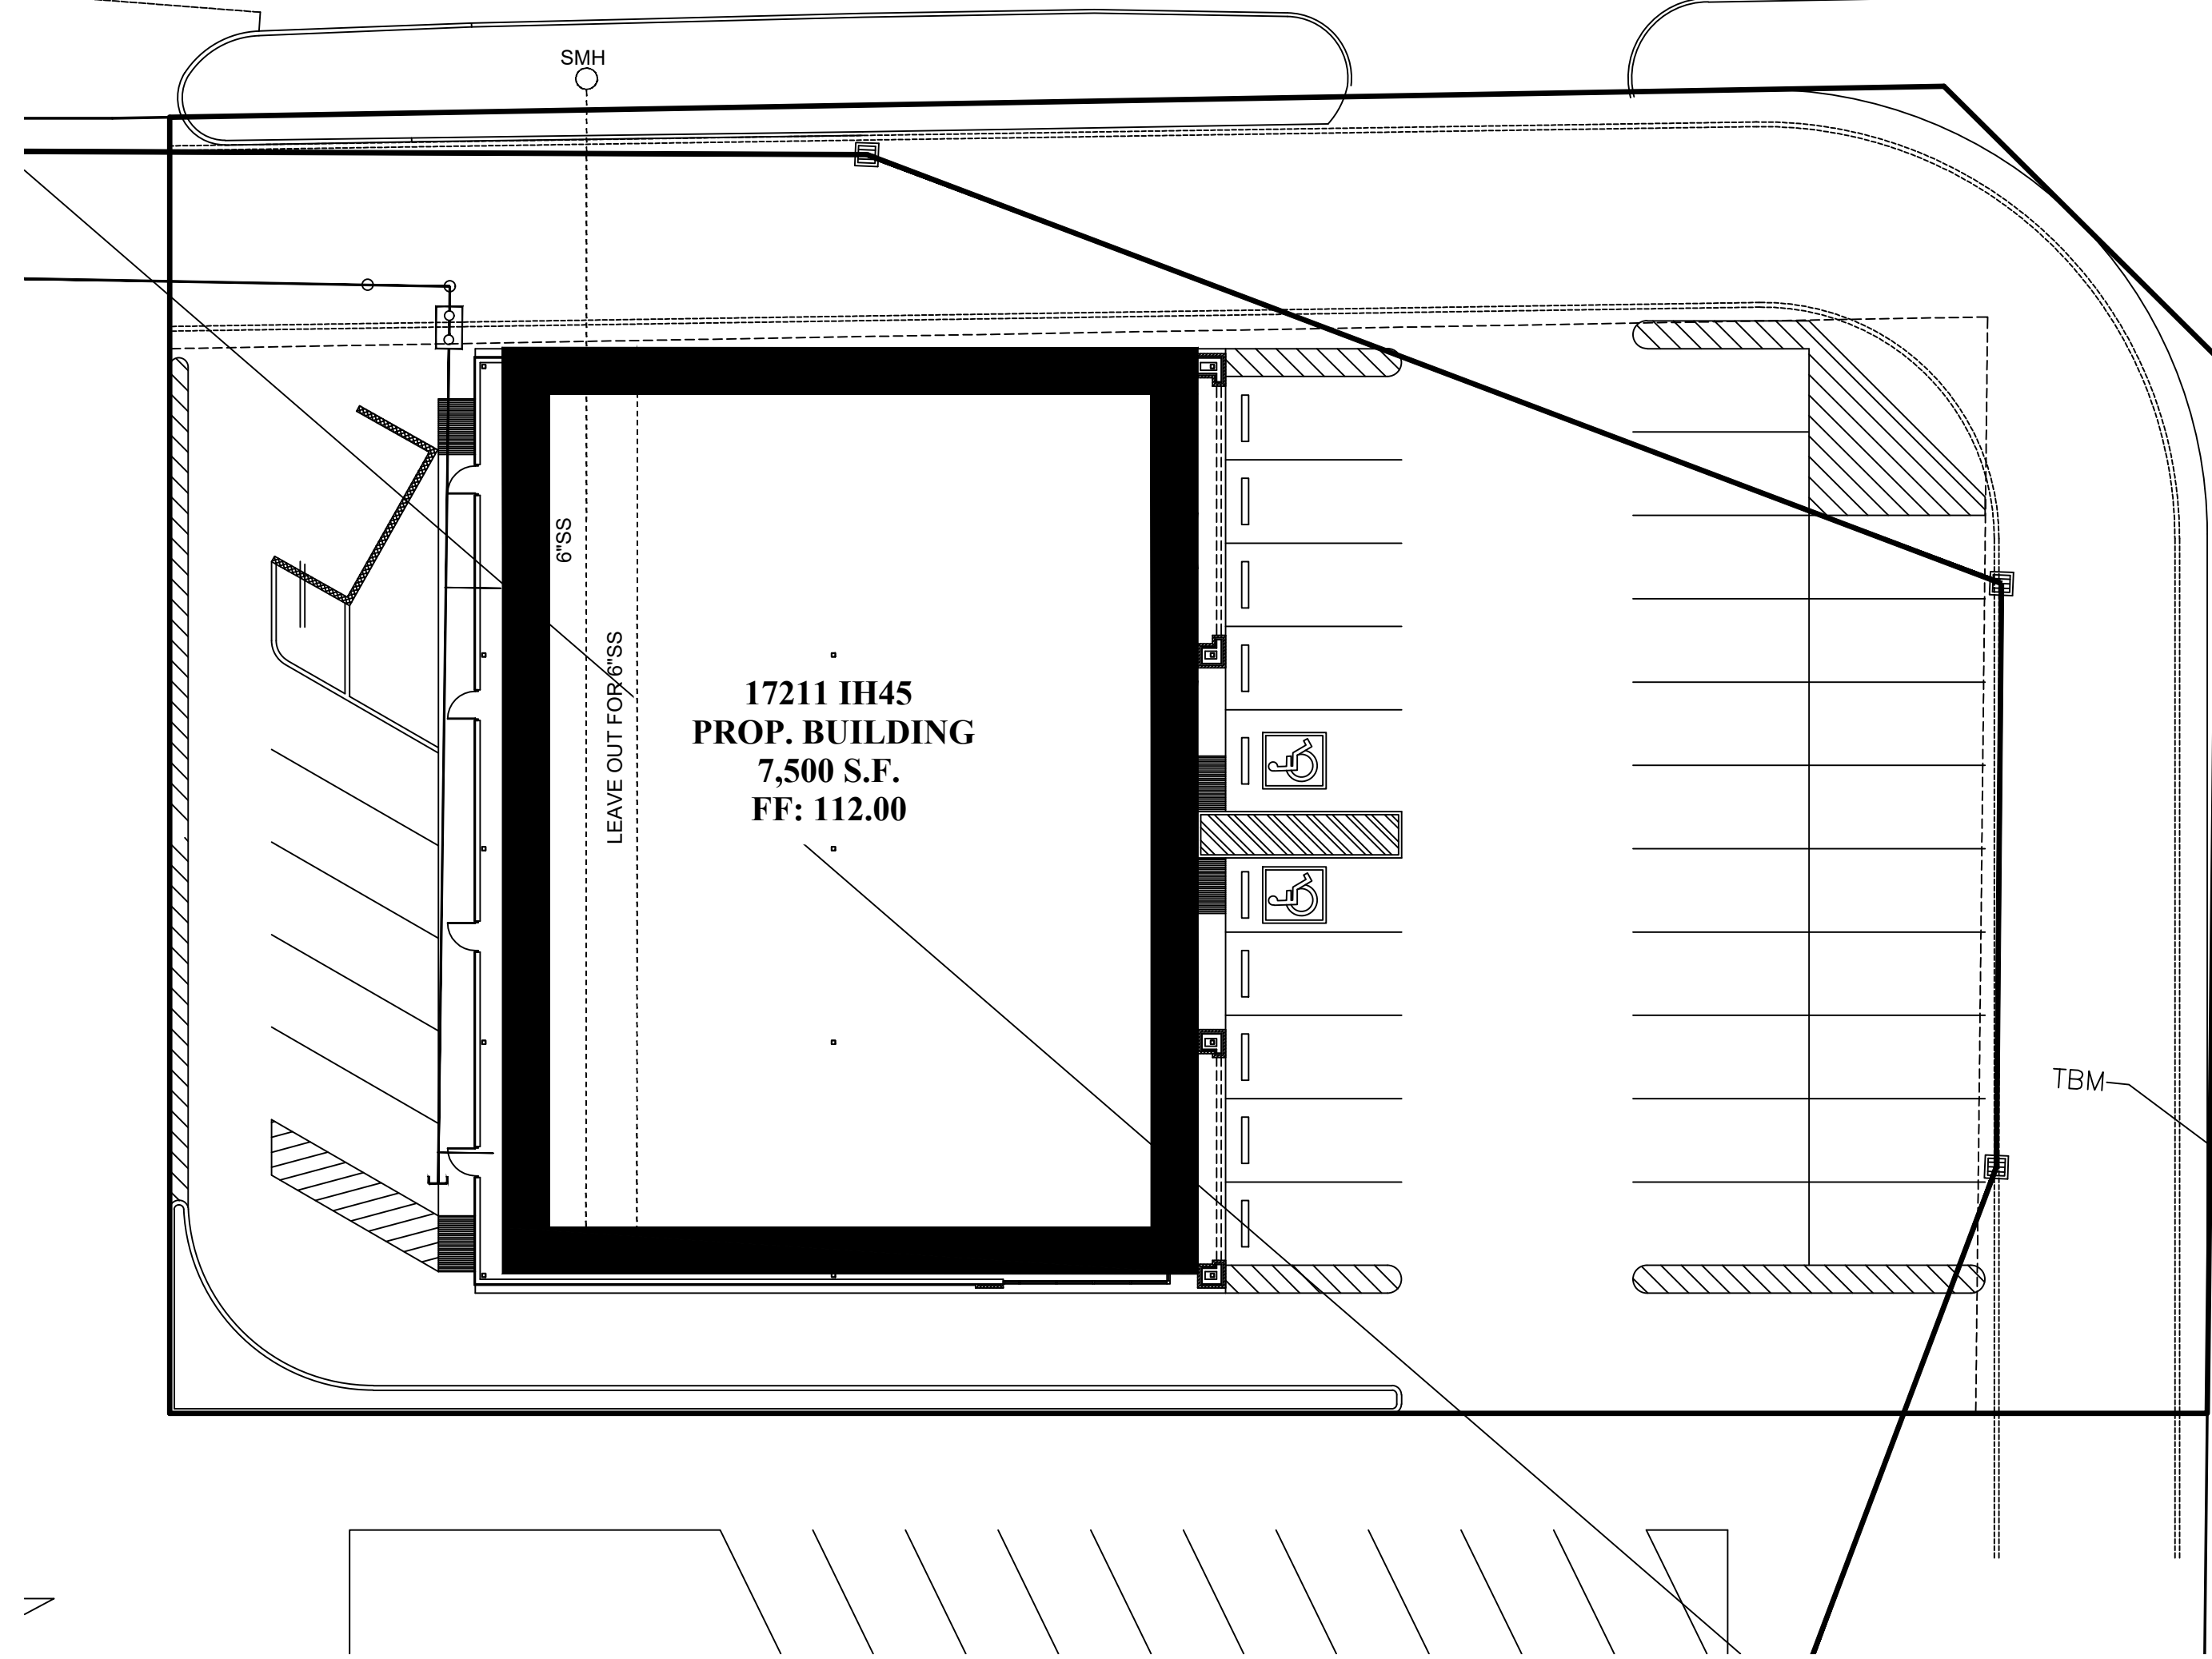 SMH
6"SS
LEAVE OUT FOR 6"SS
17211 IH45
PROP. BUILDING
7,500 S.F.
FF: 112.00
TBM